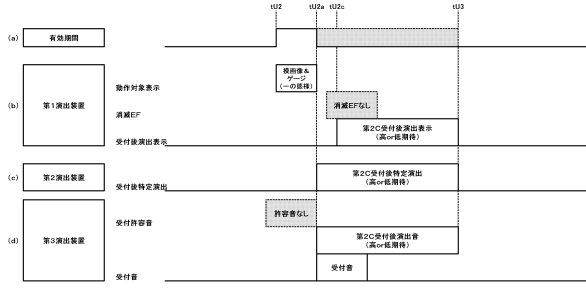 tU2 tU2a tU2c tU3
(a) 有効期間
操画像&
ゲージ
(一の態様)
動作対象表示
消滅EFなし
(b) 第1演出装置
消滅EF
第2C受付後演出表示
(高or低期待)
受付後演出表示
(c) 第2演出装置
第2C受付後特定演出
(高or低期待)
受付後特定演出
許容音なし
受付許容音
(d) 第3演出装置
第2C受付後演出音
(高or低期待)
受付音
受付音